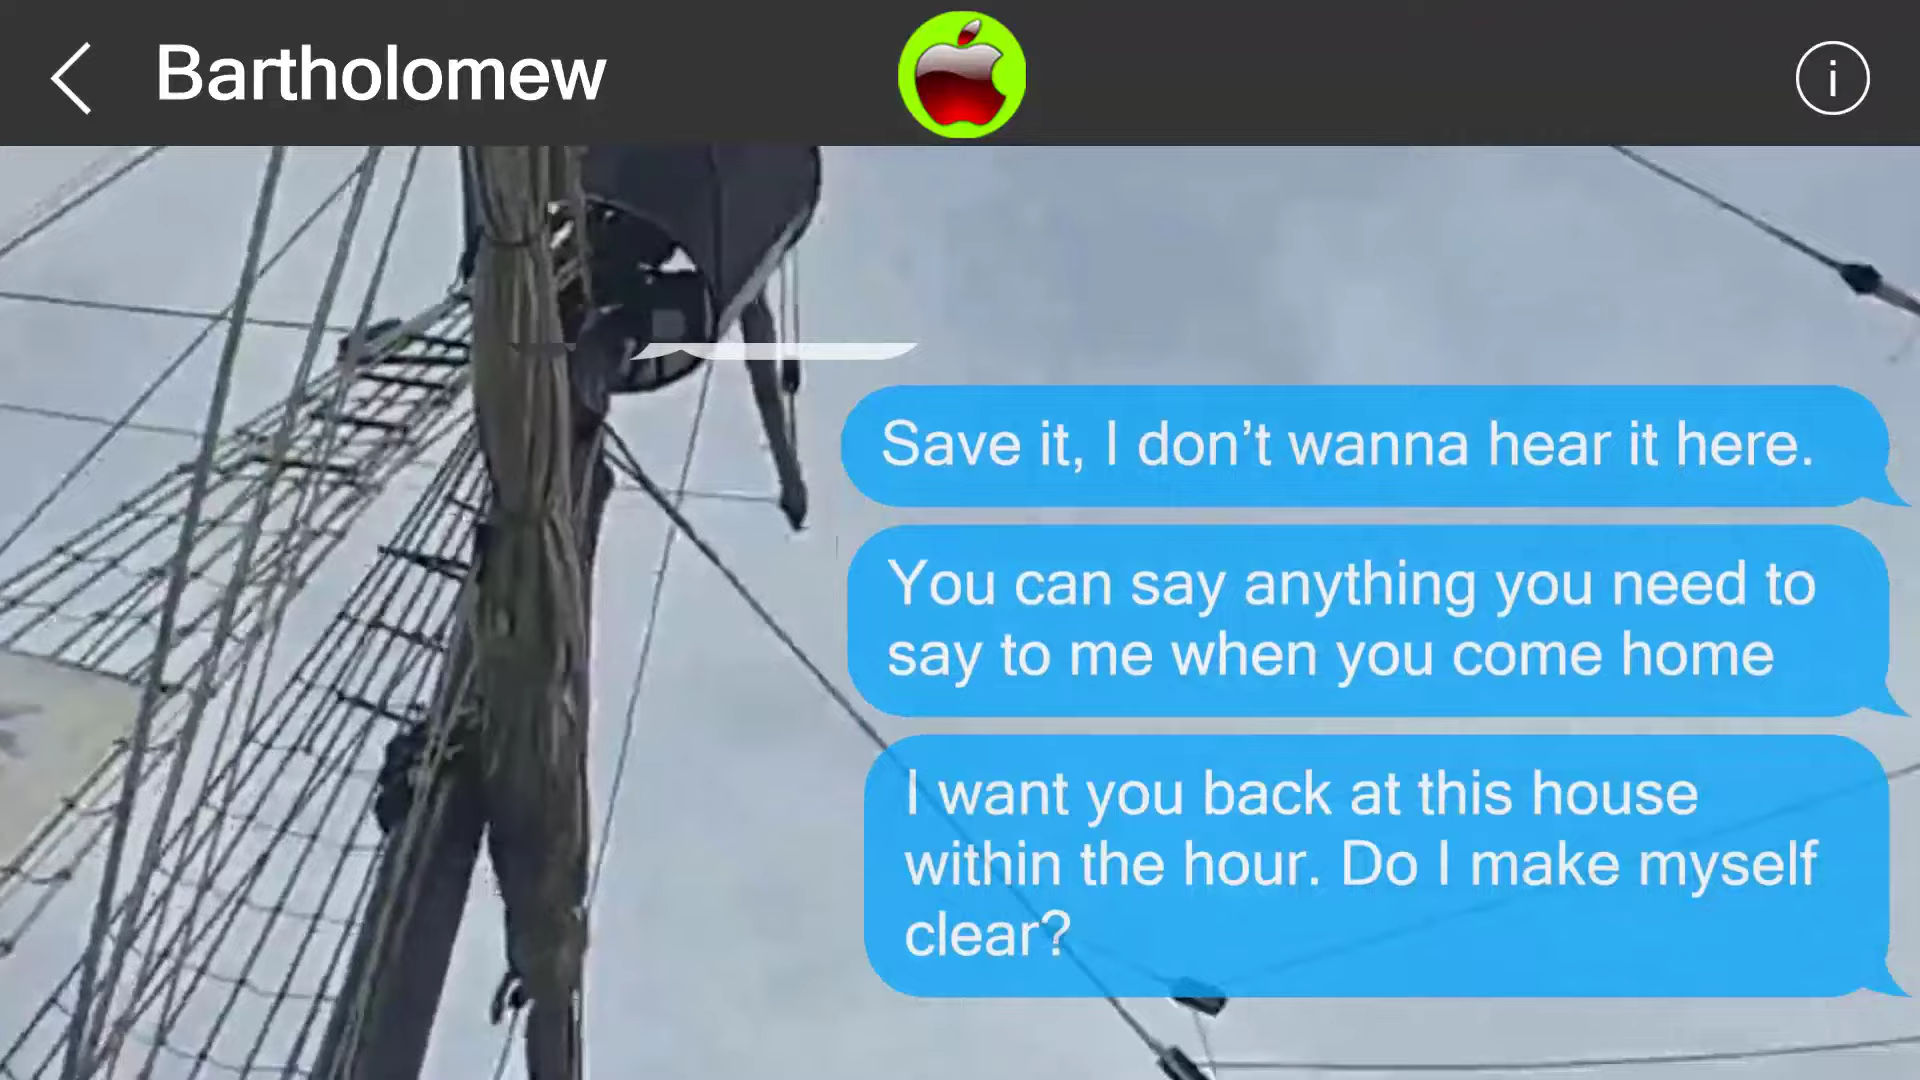 Bartholomew
i
Save it, I don’t wanna hear it here.
You can say anything you need to
say to me when you come home
I want you back at this house
within the hour. Do I make myself
clear?